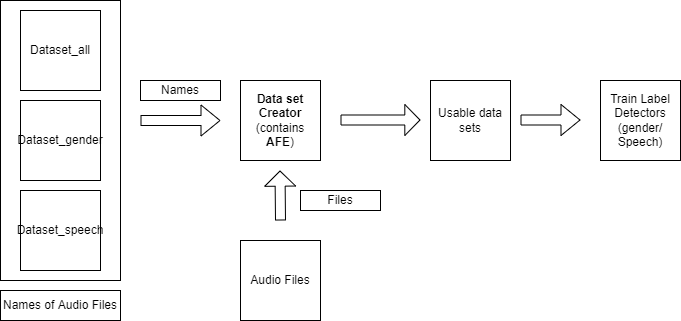 Dataset_all
Dataset_gender
Dataset_speech
Names of Audio Files
Names
Data set
Creator
(contains
AFE)
Files
Audio Files
Usable data
sets
Train Label
Detectors
(gender/
Speech)